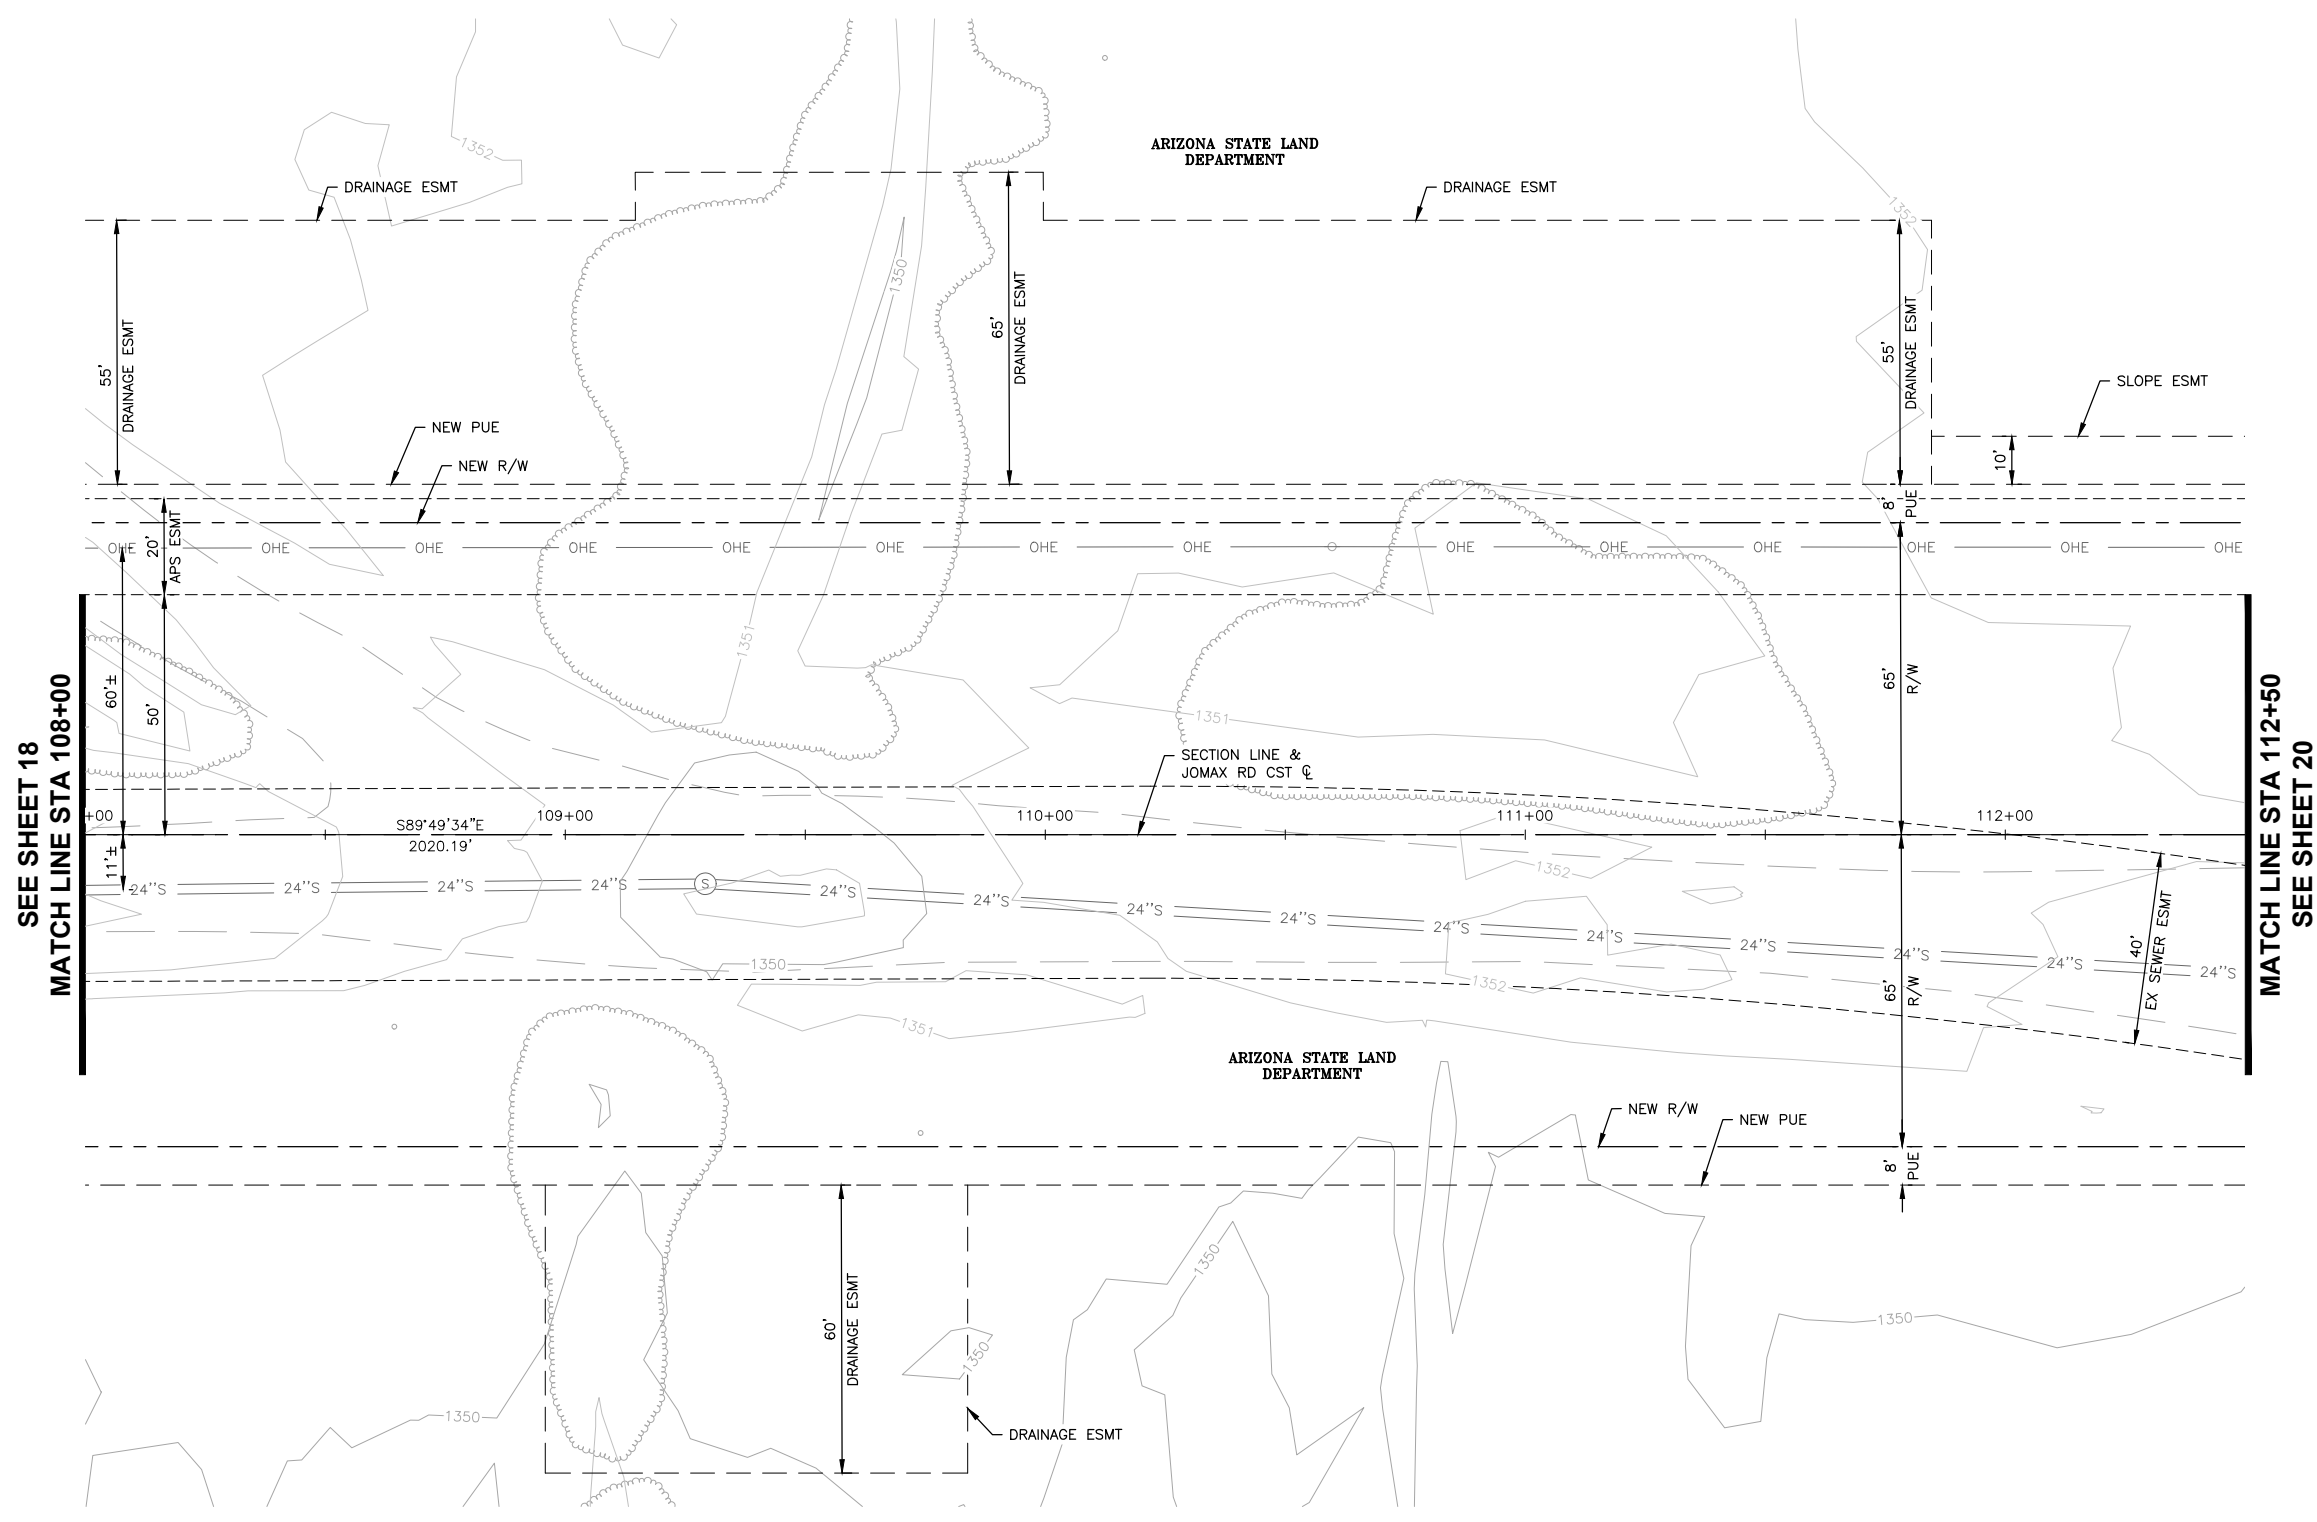 1352
ARIZONA STATE LAND
DEPARTMENT
DRAINAGE ESMT
DRAINAGE ESMT
1352
1350
55'
DRAINAGE ESMT
65'
DRAINAGE ESMT
55'
DRAINAGE ESMT
SLOPE ESMT
10'
NEW PUE
NEW R/W
8'
PUE
20'
APS ESMT
OHE
OHE
OHE
OHE
OHE
OHE
OHE
OHE
OHE
OHE
OHE
OHE
OHE
OHE
1351
60'±
50'
65'
R/W
1351
SECTION LINE &
JOMAX RD CST ℄
SEE SHEET 18
MATCH LINE STA 108+00
MATCH LINE STA 112+50
SEE SHEET 20
+00
109+00
110+00
111+00
112+00
S89°49'34"E
2020.19'
11'±
1352
24"S
24"S
24"S
24"S
S
24"S
24"S
24"S
24"S
24"S
24"S
24"S
24"S
24"S
24"S
40'
EX SEWER ESMT
1350
1352
65'
R/W
1351
ARIZONA STATE LAND
DEPARTMENT
NEW R/W
NEW PUE
8'
PUE
1350
60'
DRAINAGE ESMT
1350
1350
1350
DRAINAGE ESMT